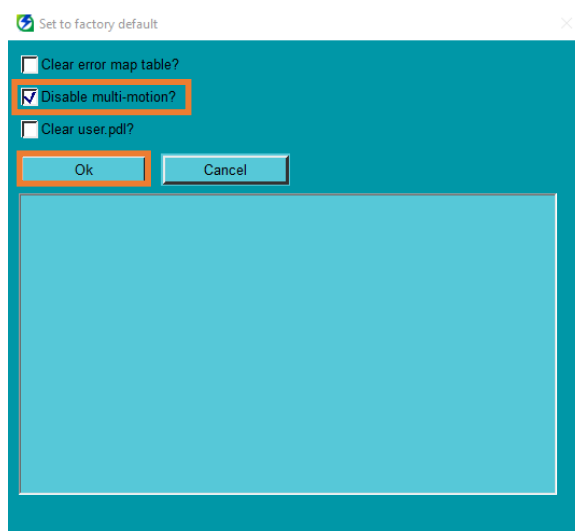 Set to factory default
Clear error map table?
Disable multi-motion?
Clear user.pdl?
Ok
Cancel